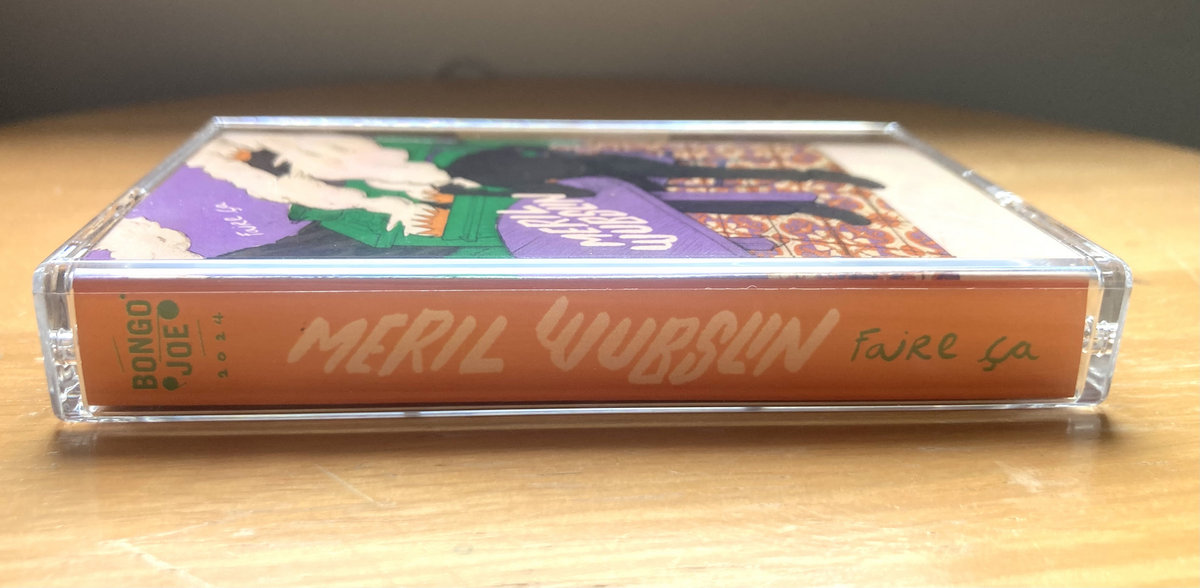 Faire ça
MERIL
WUBSLIN
BONGO
JOE
2024
MERIL WUBSLIN Faire ça